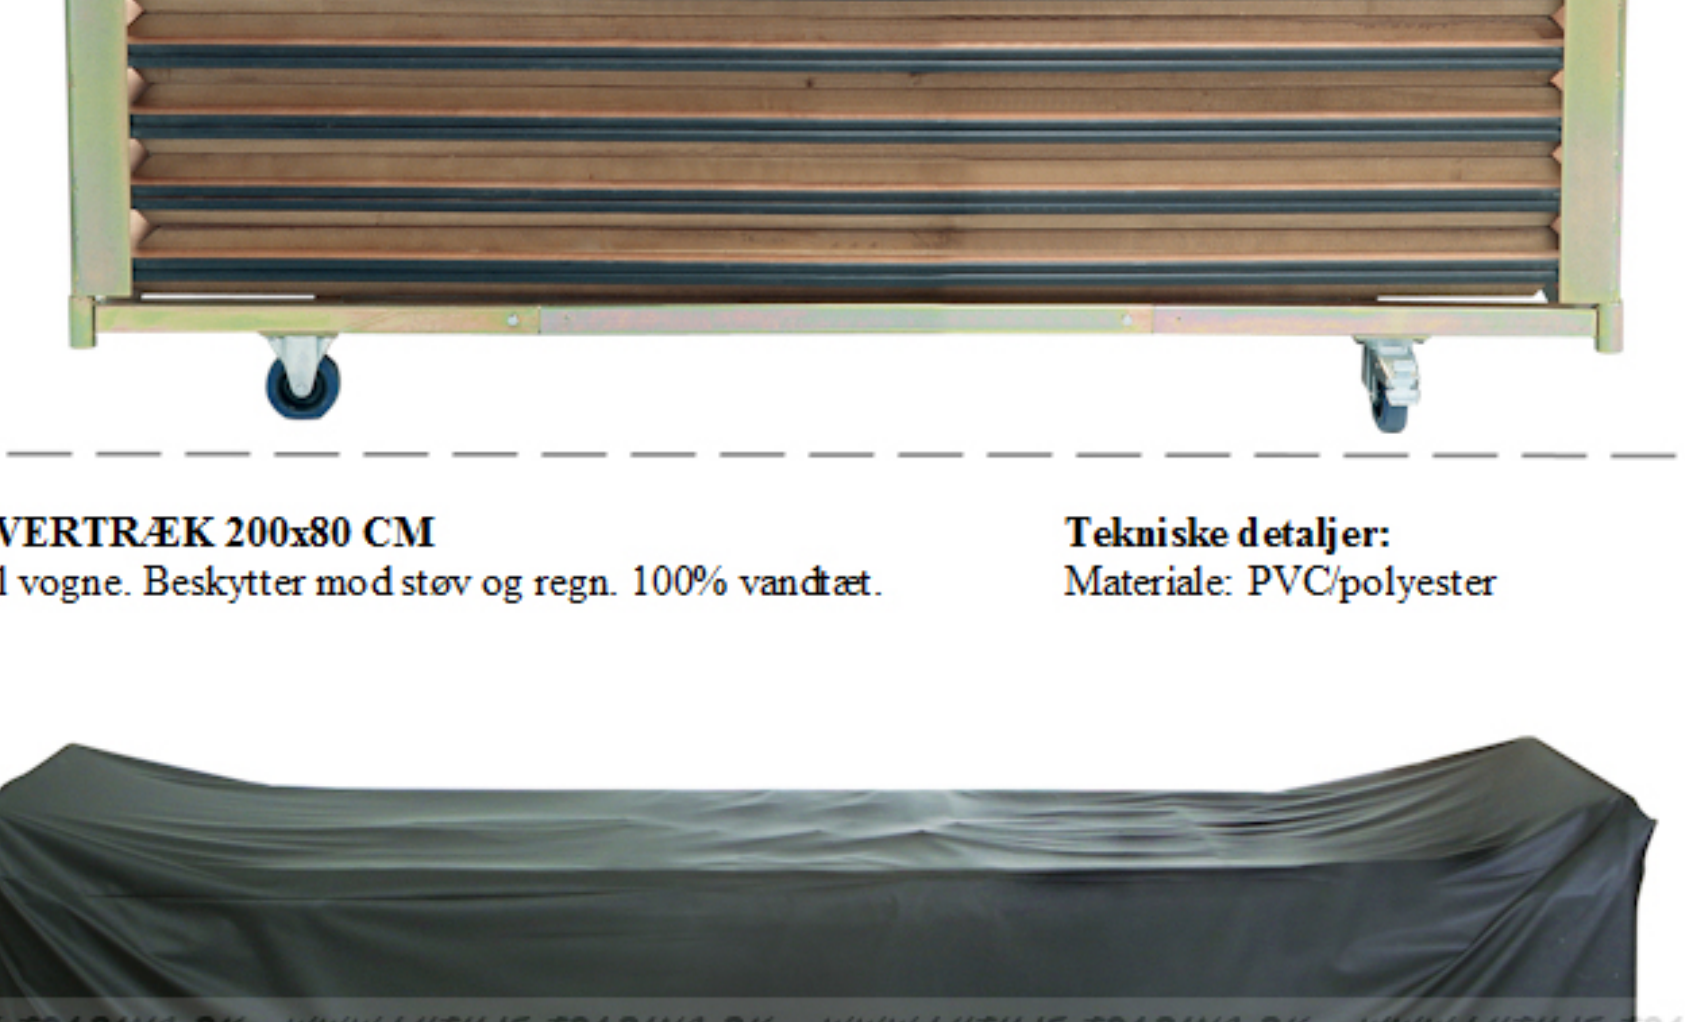 VERTRÆK 200x80 CM
l vogne. Beskytter mod støv og regn. 100% vandtæt.
Tekniske detaljer:
Materiale: PVC/polyester